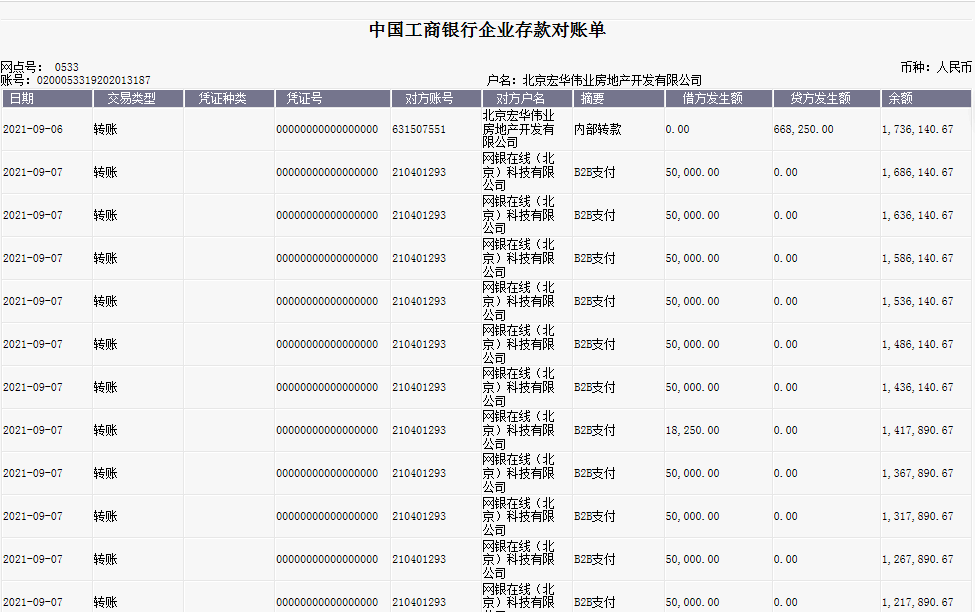 中国工商银行企业存款对账单
网点号： 0533 币种：人民币
账号：0200053319202013187 户名：北京宏华伟业房地产开发有限公司
日期 交易类型 凭证种类 凭证号 对方账号 对方户名 摘要 借方发生额 贷方发生额 余额
2021-09-06 转账 00000000000000000 631507551 北京宏华伟业房地产开发有限公司 内部转款 0.00 668,250.00 1,736,140.67
2021-09-07 转账 00000000000000000 210401293 网银在线（北京）科技有限公司 B2B支付 50,000.00 0.00 1,686,140.67
2021-09-07 转账 00000000000000000 210401293 网银在线（北京）科技有限公司 B2B支付 50,000.00 0.00 1,636,140.67
2021-09-07 转账 00000000000000000 210401293 网银在线（北京）科技有限公司 B2B支付 50,000.00 0.00 1,586,140.67
2021-09-07 转账 00000000000000000 210401293 网银在线（北京）科技有限公司 B2B支付 50,000.00 0.00 1,536,140.67
2021-09-07 转账 00000000000000000 210401293 网银在线（北京）科技有限公司 B2B支付 50,000.00 0.00 1,486,140.67
2021-09-07 转账 00000000000000000 210401293 网银在线（北京）科技有限公司 B2B支付 50,000.00 0.00 1,436,140.67
2021-09-07 转账 00000000000000000 210401293 网银在线（北京）科技有限公司 B2B支付 18,250.00 0.00 1,417,890.67
2021-09-07 转账 00000000000000000 210401293 网银在线（北京）科技有限公司 B2B支付 50,000.00 0.00 1,367,890.67
2021-09-07 转账 00000000000000000 210401293 网银在线（北京）科技有限公司 B2B支付 50,000.00 0.00 1,317,890.67
2021-09-07 转账 00000000000000000 210401293 网银在线（北京）科技有限公司 B2B支付 50,000.00 0.00 1,267,890.67
2021-09-07 转账 00000000000000000 210401293 网银在线（北京）科技有限 B2B支付 50,000.00 0.00 1,217,890.67